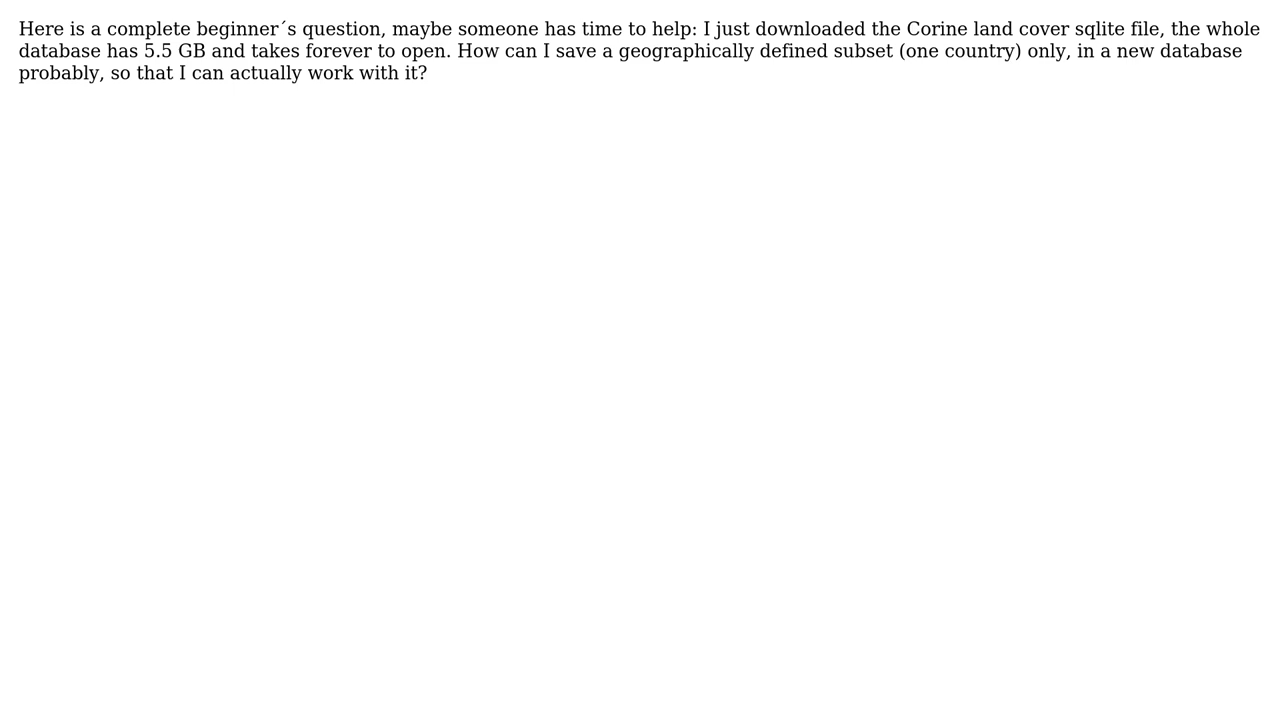 Here is a complete beginner´s question, maybe someone has time to help: I just downloaded the Corine land cover sqlite file, the whole
database has 5.5 GB and takes forever to open. How can I save a geographically defined subset (one country) only, in a new database
probably, so that I can actually work with it?